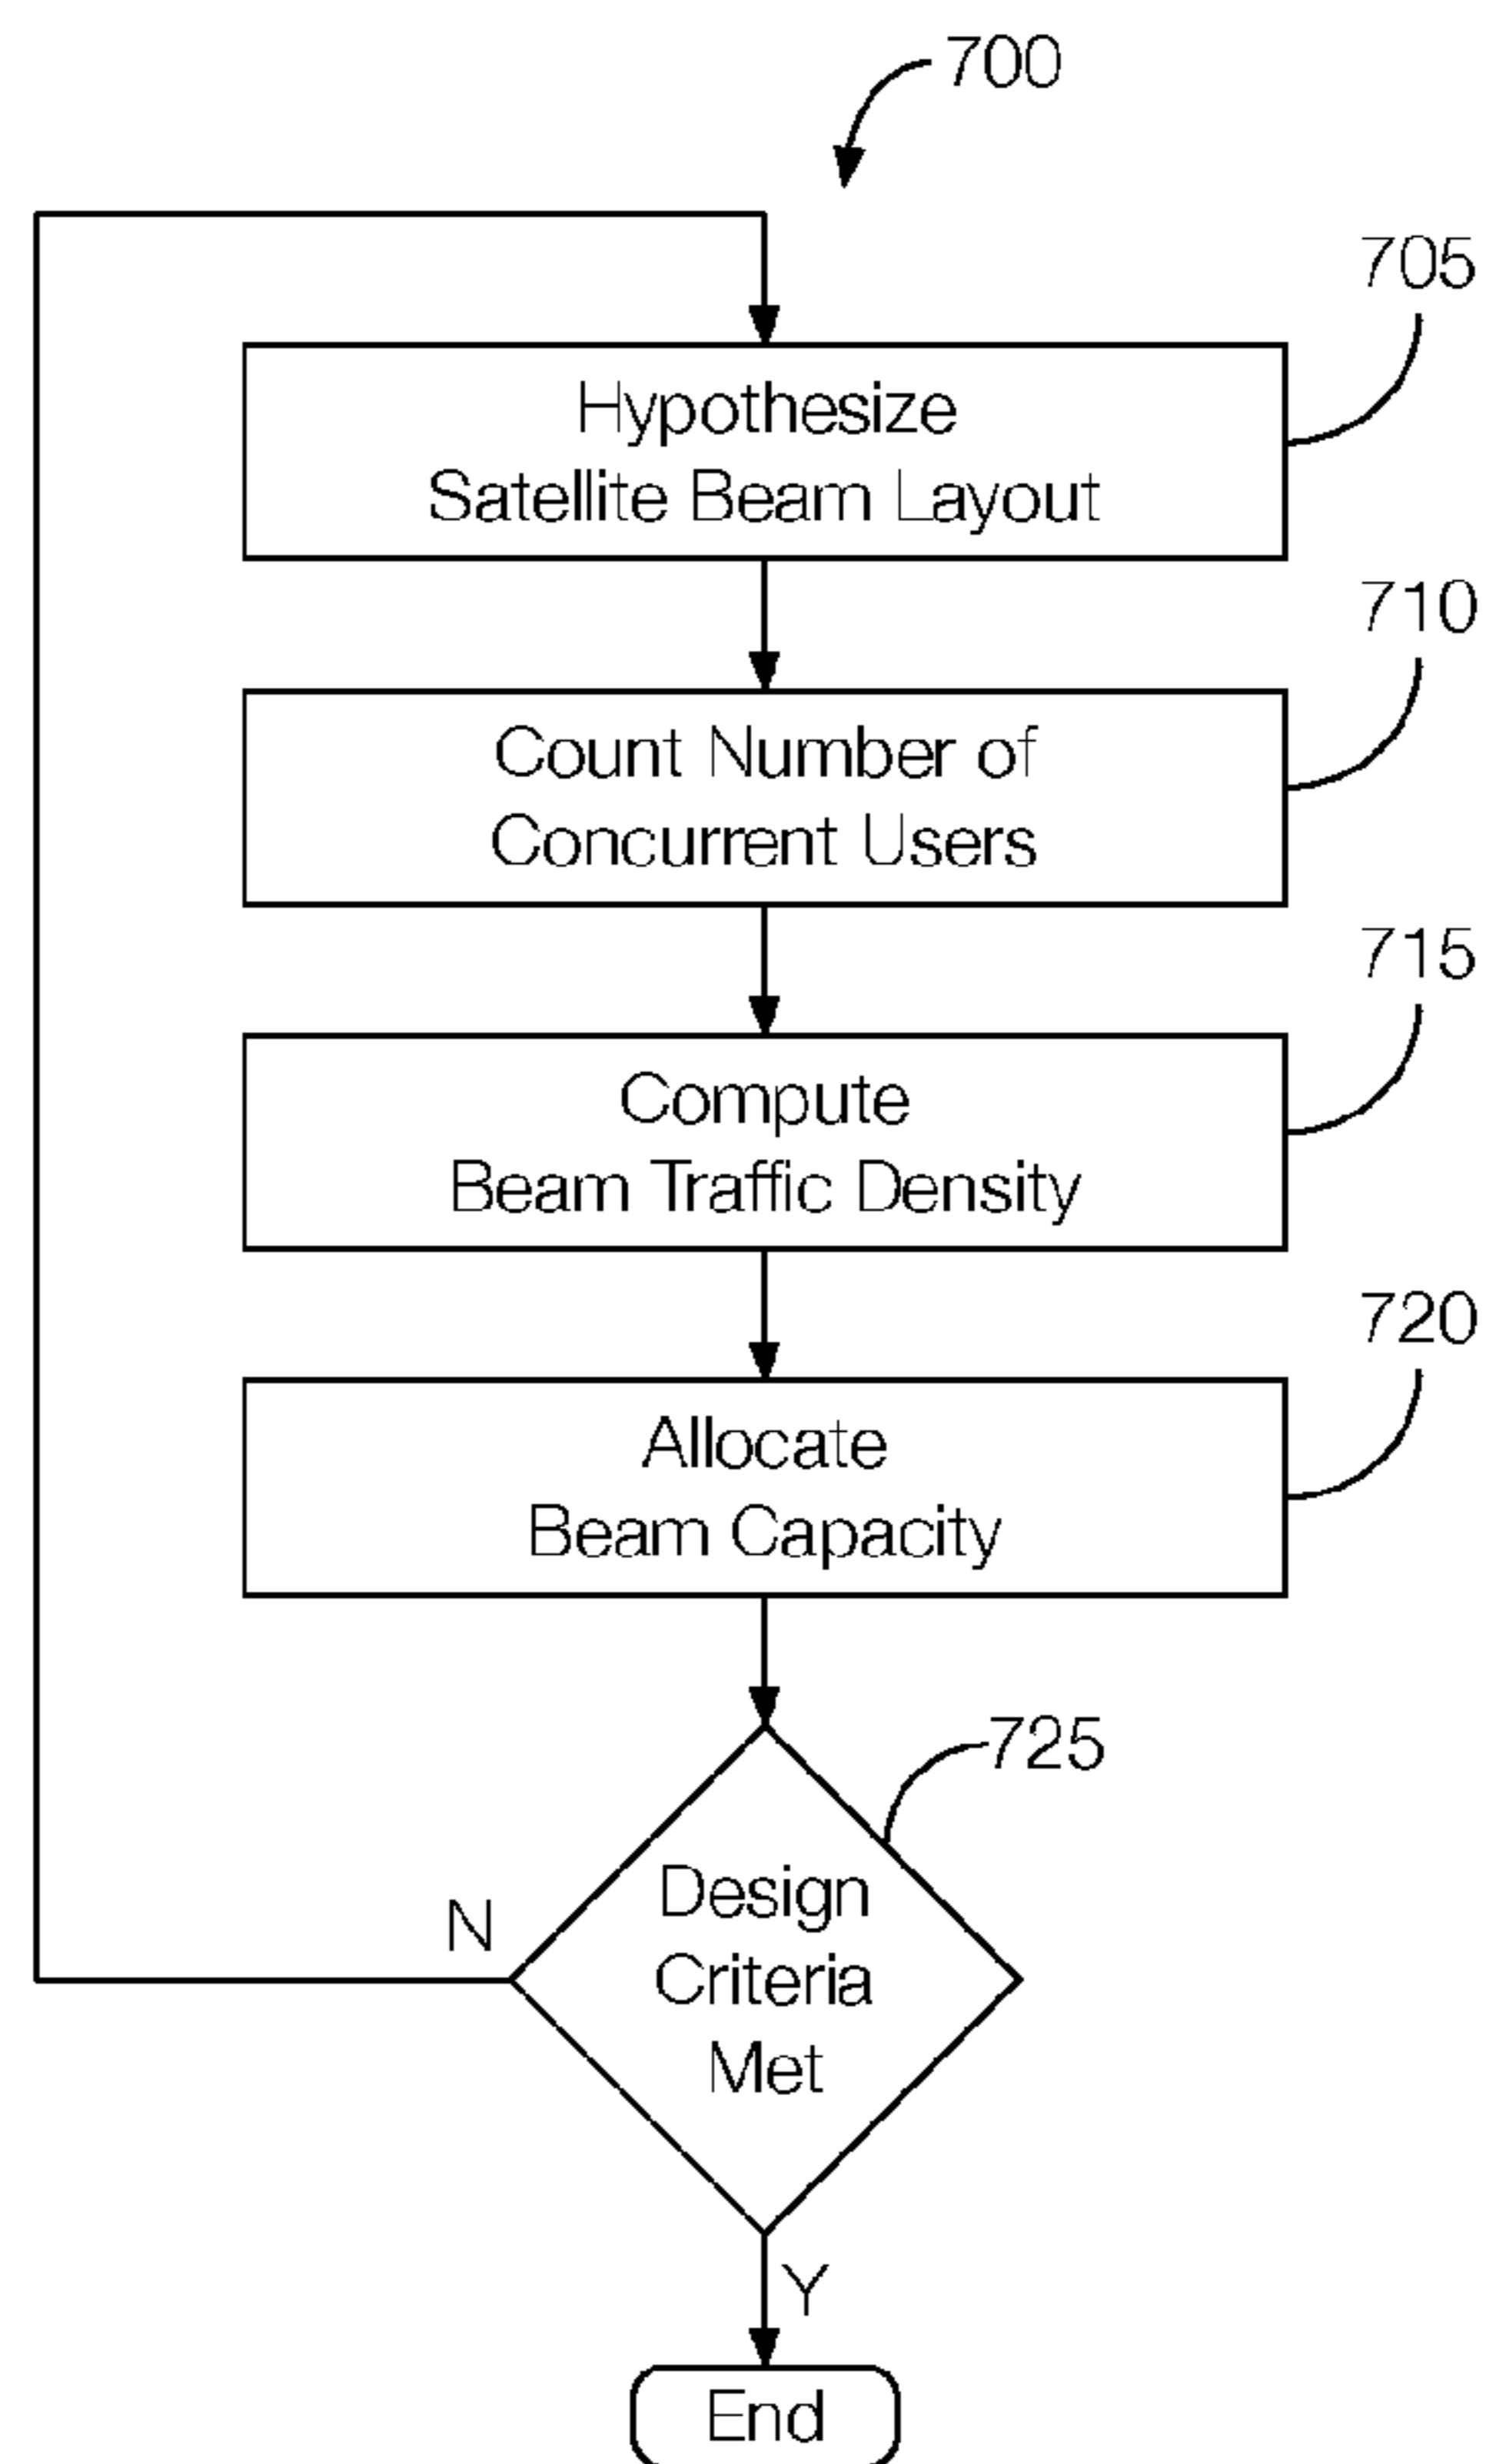 700
705
Hypothesize
Satellite Beam Layout
710
Count Number of
Concurrent Users
715
Compute
Beam Traffic Density
720
Allocate
Beam Capacity
725
Design
Criteria
Met
N
Y
End